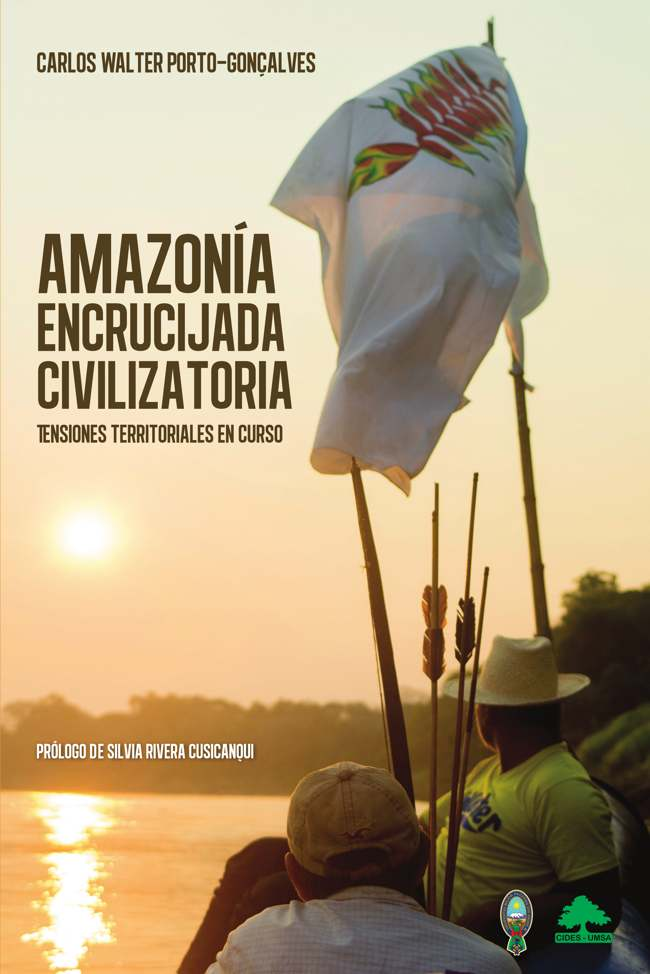 CARLOS WALTER PORTO-GONÇALVES
AMAZONÍA
ENCRUCIJADA
CIVILIZATORIA
TENSIONES TERRITORIALES EN CURSO
PRÓLOGO DE SILVIA RIVERA CUSICANQUI
CIDES - UMSA